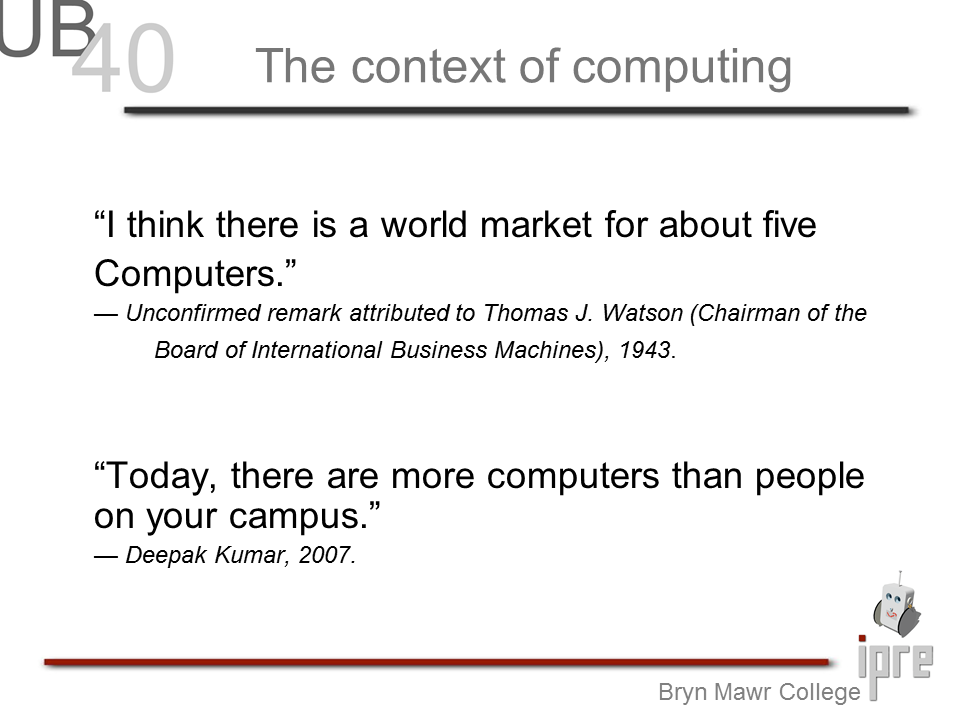 UB
40
The context of computing
“I think there is a world market for about five
Computers.”
— Unconfirmed remark attributed to Thomas J. Watson (Chairman of the
Board of International Business Machines), 1943.
“Today, there are more computers than people
on your campus.”
— Deepak Kumar, 2007.
ipre
Bryn Mawr College